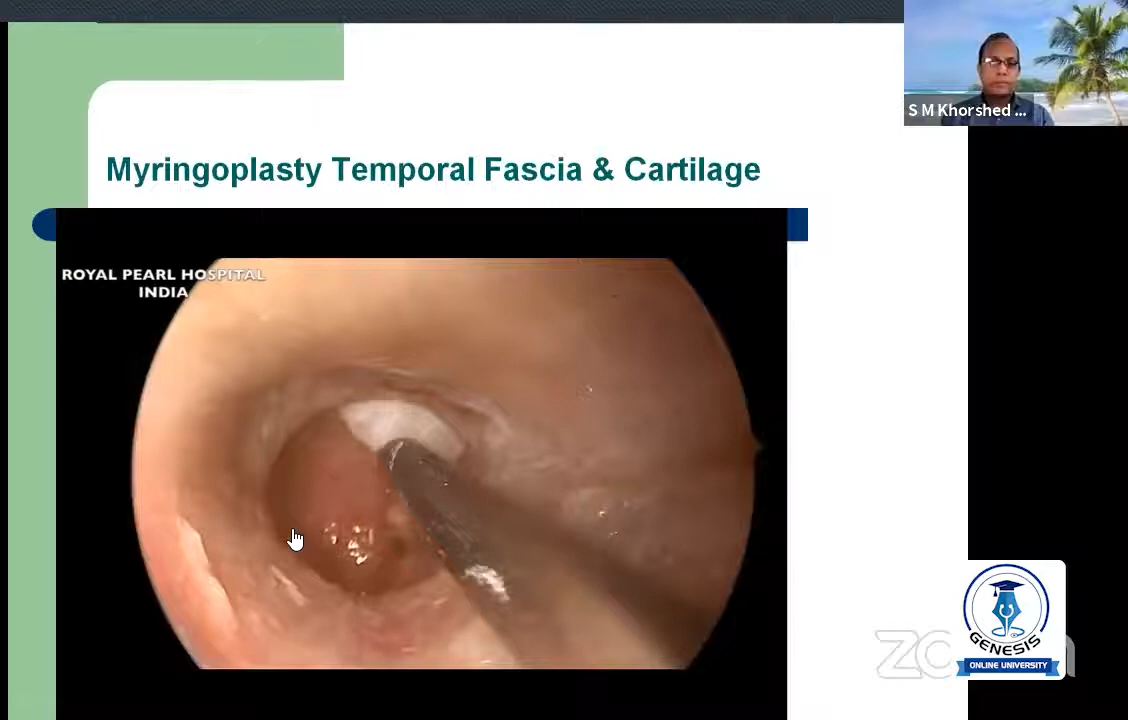 S M Khorshed ...
Myringoplasty Temporal Fascia & Cartilage
ROYAL PEARL HOSPITAL
INDIA
GENESIS
ONLINE UNIVERSITY